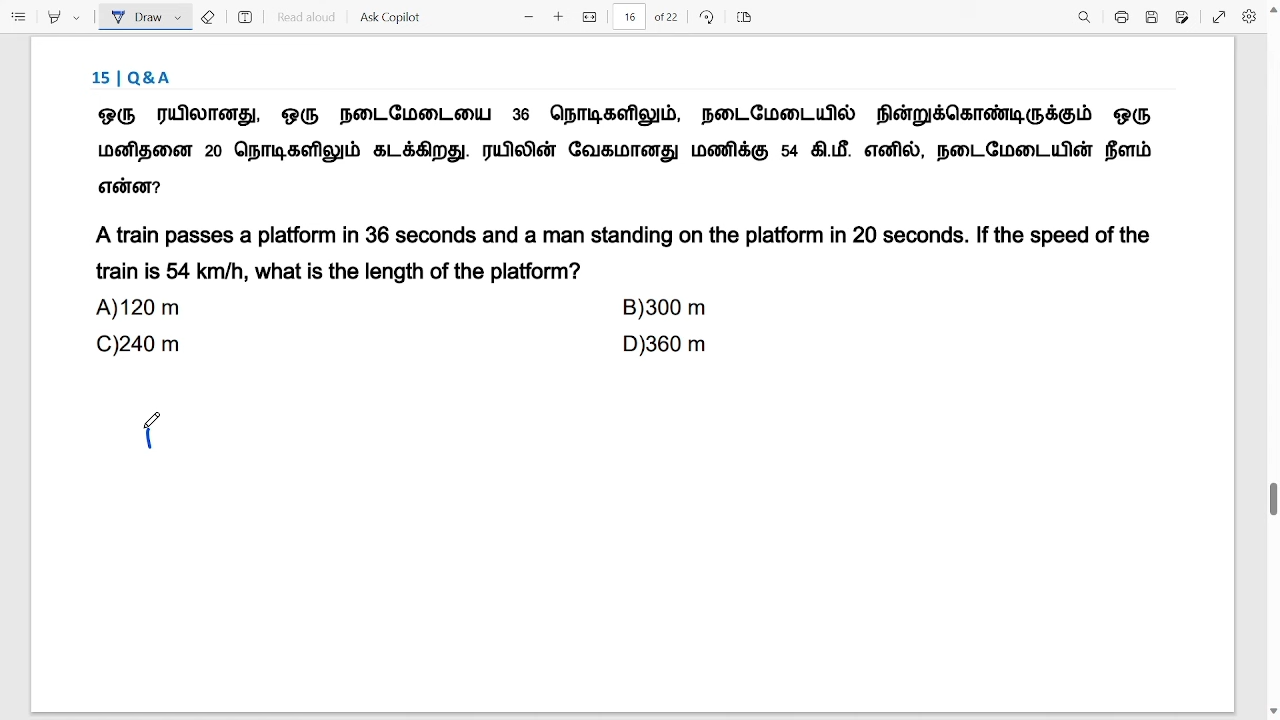 Draw
Read aloud
Ask Copilot
16 of 22
15 | Q&A
ஒரு ரயிலானது, ஒரு நடைமேடையை 36 நொடிகளிலும், நடைமேடையில் நின்றுக்கொண்டிருக்கும் ஒரு
மனிதனை 20 நொடிகளிலும் கடக்கிறது. ரயிலின் வேகமானது மணிக்கு 54 கி.மீ. எனில், நடைமேடையின் நீளம்
என்ன?
A train passes a platform in 36 seconds and a man standing on the platform in 20 seconds. If the speed of the
train is 54 km/h, what is the length of the platform?
A)120 m B)300 m
C)240 m D)360 m